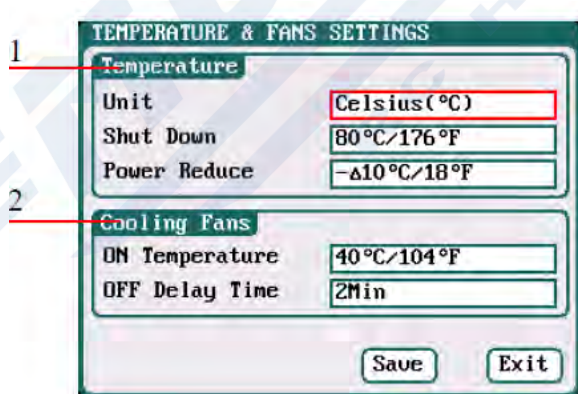 TEMPERATURE & FANS SETTINGS
1
Temperature
Unit Celsius(°C)
Shut Down 80°C/176°F
Power Reduce -Δ10°C/18°F
2
Cooling Fans
ON Temperature 40°C/104°F
OFF Delay Time 2Min
Save Exit